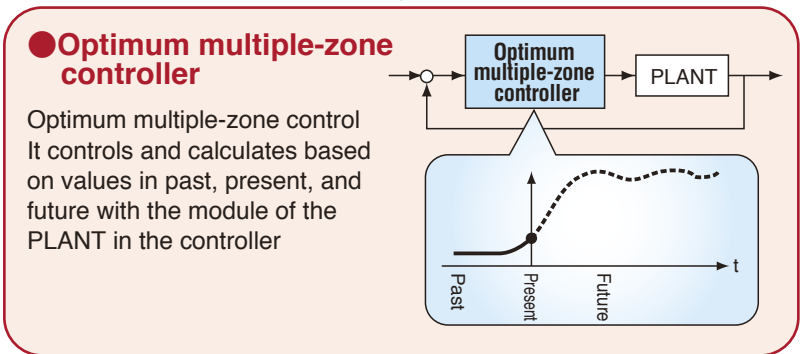 ●Optimum multiple-zone
controller
Optimum multiple-zone control
It controls and calculates based
on values in past, present, and
future with the module of the
PLANT in the controller
Optimum
multiple-zone
controller
PLANT
t
Past
Present
Future